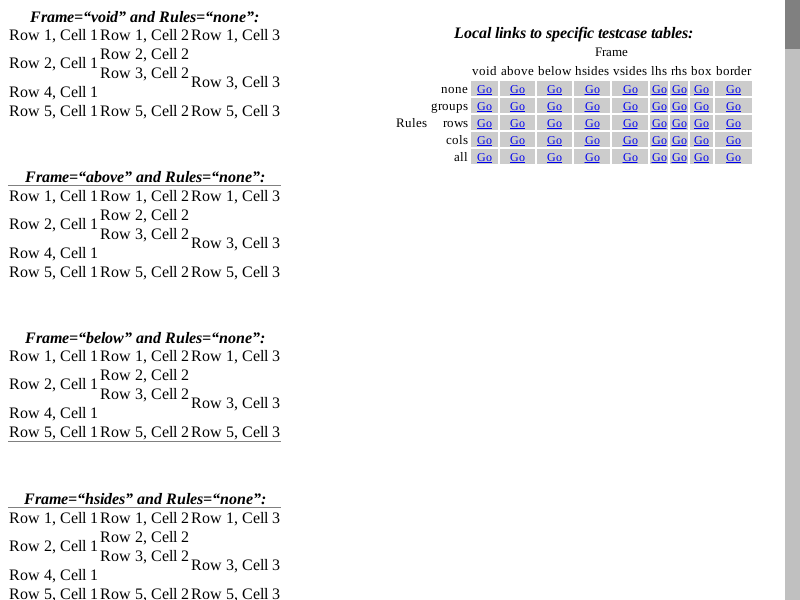 Frame=“void” and Rules=“none”:
Row 1, Cell 1 Row 1, Cell 2 Row 1, Cell 3
Row 2, Cell 2
Row 2, Cell 1
Row 3, Cell 2
Row 3, Cell 3
Row 4, Cell 1
Row 5, Cell 1 Row 5, Cell 2 Row 5, Cell 3
Frame=“above” and Rules=“none”:
Row 1, Cell 1 Row 1, Cell 2 Row 1, Cell 3
Row 2, Cell 2
Row 2, Cell 1
Row 3, Cell 2
Row 3, Cell 3
Row 4, Cell 1
Row 5, Cell 1 Row 5, Cell 2 Row 5, Cell 3
Frame=“below” and Rules=“none”:
Row 1, Cell 1 Row 1, Cell 2 Row 1, Cell 3
Row 2, Cell 2
Row 2, Cell 1
Row 3, Cell 2
Row 3, Cell 3
Row 4, Cell 1
Row 5, Cell 1 Row 5, Cell 2 Row 5, Cell 3
Frame=“hsides” and Rules=“none”:
Row 1, Cell 1 Row 1, Cell 2 Row 1, Cell 3
Row 2, Cell 2
Row 2, Cell 1
Row 3, Cell 2
Row 3, Cell 3
Row 4, Cell 1
Row 5, Cell 1 Row 5, Cell 2 Row 5, Cell 3
Local links to specific testcase tables:
Frame
void above below hsides vsides lhs rhs box border
none Go Go Go Go Go Go Go Go Go
groups Go Go Go Go Go Go Go Go Go
Rules rows Go Go Go Go Go Go Go Go Go
cols Go Go Go Go Go Go Go Go Go
all Go Go Go Go Go Go Go Go Go